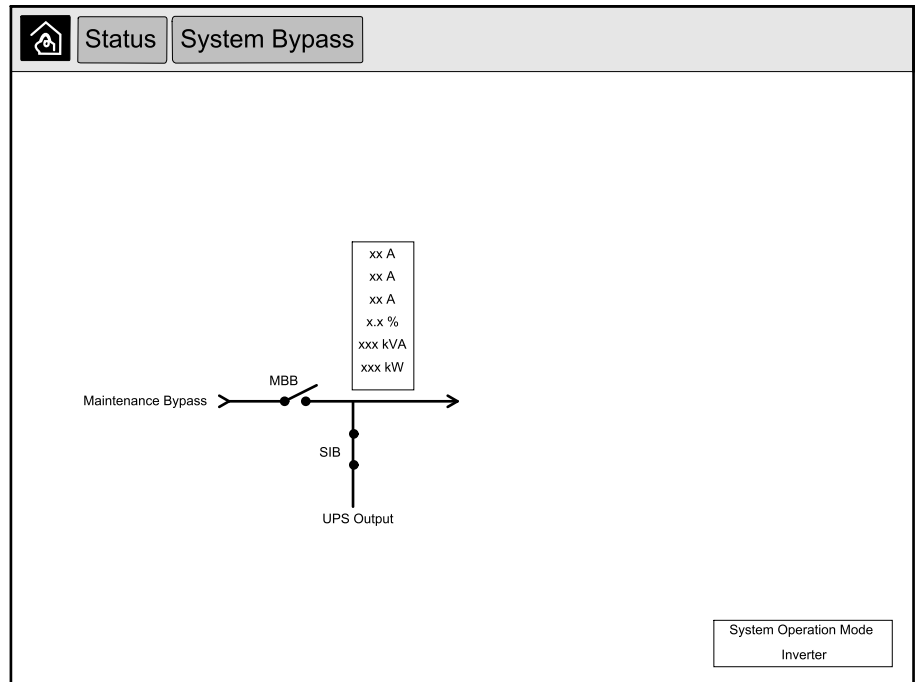 Status System Bypass
xx A
xx A
xx A
x.x %
xxx kVA
xxx kW
MBB
Maintenance Bypass
SIB
UPS Output
System Operation Mode
Inverter